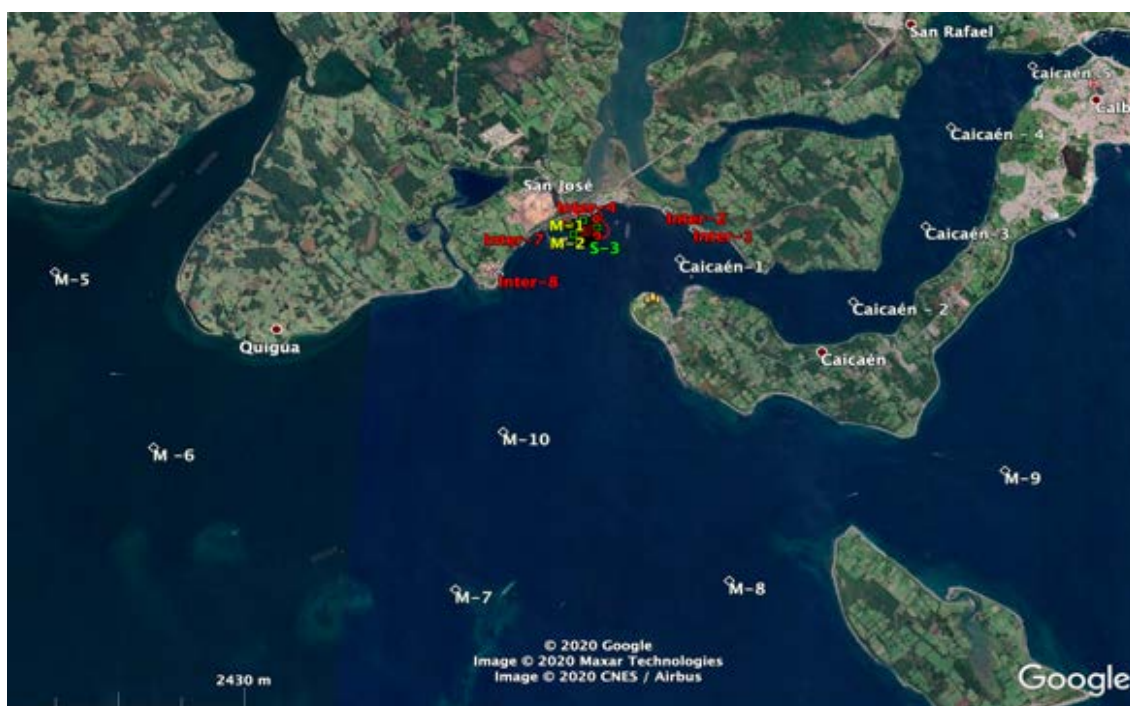 San Rafael
caicaén-5
Calb
Caicaén - 4
San José
Inter-4
Inter-2
M-1
Inter-7
M-2
S-3
Caicaén - 3
Caicaén-1
M-5
Inter-8
Caicaén - 2
Quigua
Caicaén
M-10
M -6
M-9
M-7
M-8
© 2020 Google
Image © 2020 Maxar Technologies
Image © 2020 CNES / Airbus
2430 m
Google